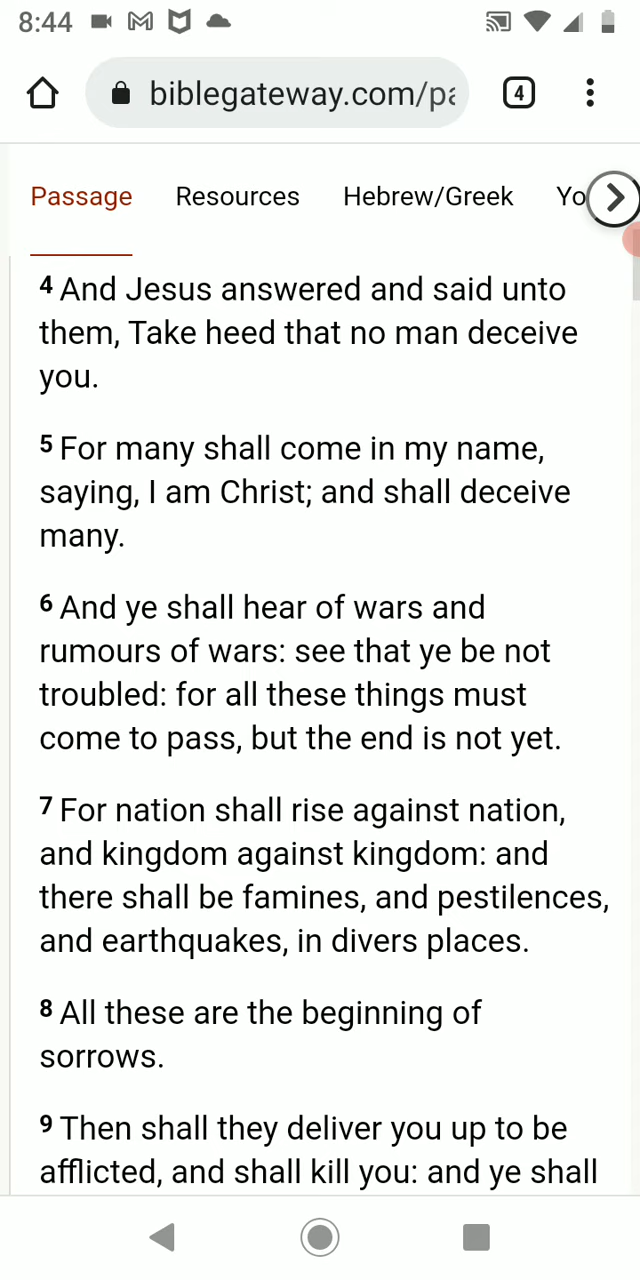 8:44
biblegateway.com/pa
4
Passage Resources Hebrew/Greek Yo
4 And Jesus answered and said unto
them, Take heed that no man deceive
you.
5 For many shall come in my name,
saying, I am Christ; and shall deceive
many.
6 And ye shall hear of wars and
rumours of wars: see that ye be not
troubled: for all these things must
come to pass, but the end is not yet.
7 For nation shall rise against nation,
and kingdom against kingdom: and
there shall be famines, and pestilences,
and earthquakes, in divers places.
8 All these are the beginning of
sorrows.
9 Then shall they deliver you up to be
afflicted, and shall kill you: and ye shall